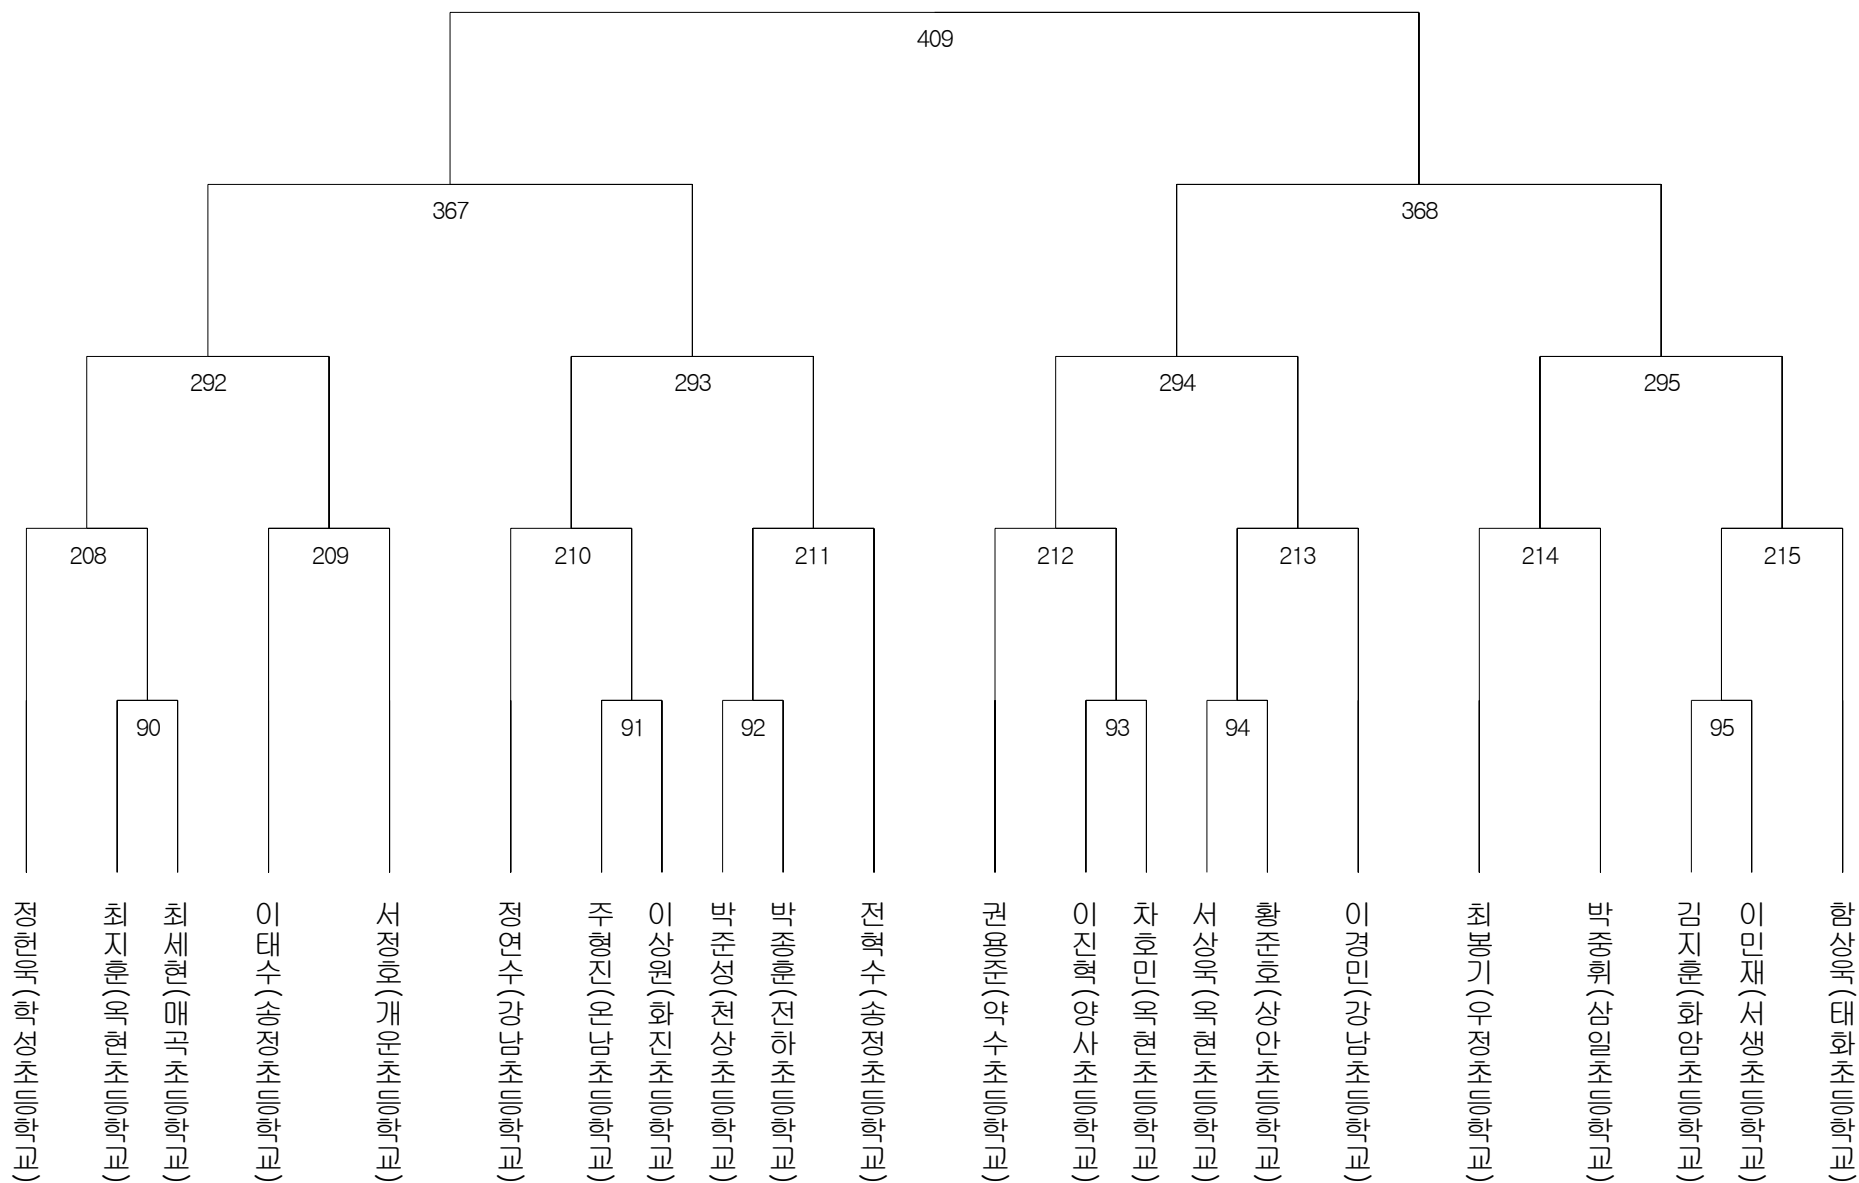 409
367
368
292
293
294
295
208
209
210
211
212
213
214
215
90
91
92
93
94
95
정헌욱(학성초등학교)
최지훈(옥현초등학교)
최세현(매곡초등학교)
이태수(송정초등학교)
서정호(개운초등학교)
정연수(강남초등학교)
주형진(온남초등학교)
이상원(화진초등학교)
박준성(천상초등학교)
박종훈(전하초등학교)
전혁수(송정초등학교)
권용준(약수초등학교)
이진혁(양사초등학교)
차호민(옥현초등학교)
서상욱(옥현초등학교)
황준호(상안초등학교)
이경민(강남초등학교)
최봉기(우정초등학교)
박중휘(삼일초등학교)
김지훈(화암초등학교)
이민재(서생초등학교)
함상욱(태화초등학교)